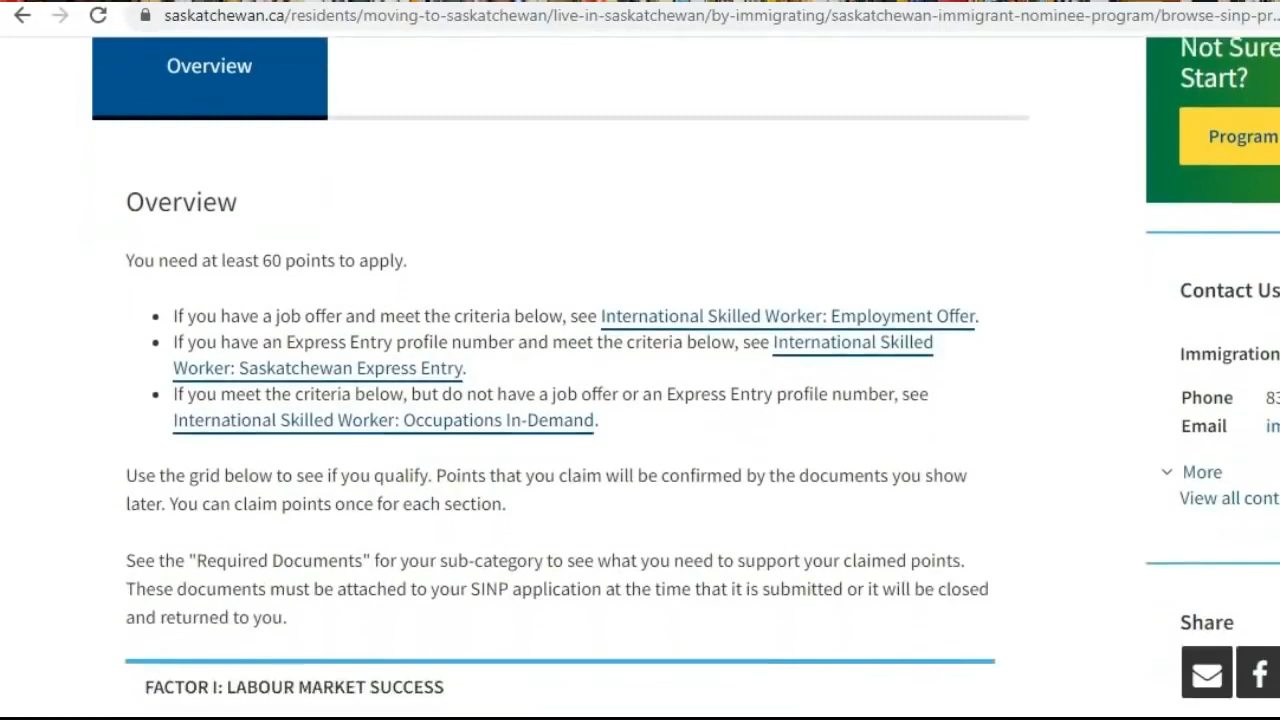 saskatchewan.ca/residents/moving-to-saskatchewan/live-in-saskatchewan/by-immigrating/saskatchewan-immigrant-nominee-program/browse-sinp-pr...
Overview
Overview
You need at least 60 points to apply.
If you have a job offer and meet the criteria below, see International Skilled Worker: Employment Offer.
If you have an Express Entry profile number and meet the criteria below, see International Skilled
Worker: Saskatchewan Express Entry.
If you meet the criteria below, but do not have a job offer or an Express Entry profile number, see
International Skilled Worker: Occupations In-Demand.
Use the grid below to see if you qualify. Points that you claim will be confirmed by the documents you show
later. You can claim points once for each section.
See the "Required Documents" for your sub-category to see what you need to support your claimed points.
These documents must be attached to your SINP application at the time that it is submitted or it will be closed
and returned to you.
FACTOR I: LABOUR MARKET SUCCESS
Not Sure
Start?
Program
Contact Us
Immigration
Phone 83
Email im
More
View all cont
Share